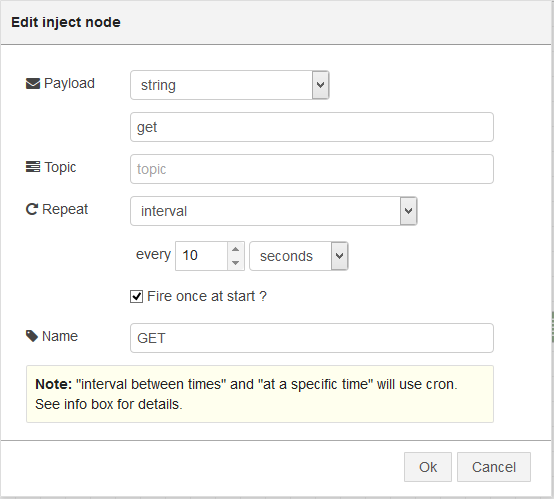 Edit inject node
Payload string
get
Topic topic
Repeat interval
every 10 seconds
Fire once at start ?
Name GET
Note: "interval between times" and "at a specific time" will use cron.
See info box for details.
Ok Cancel